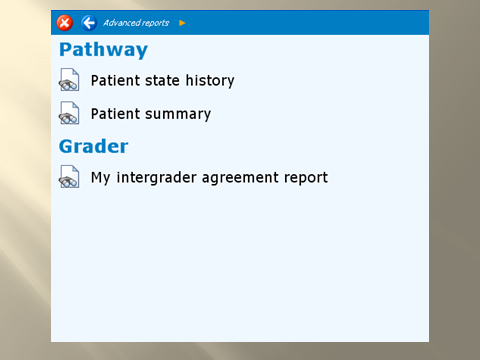 Advanced reports
Pathway
Patient state history
Patient summary
Grader
My intergrader agreement report